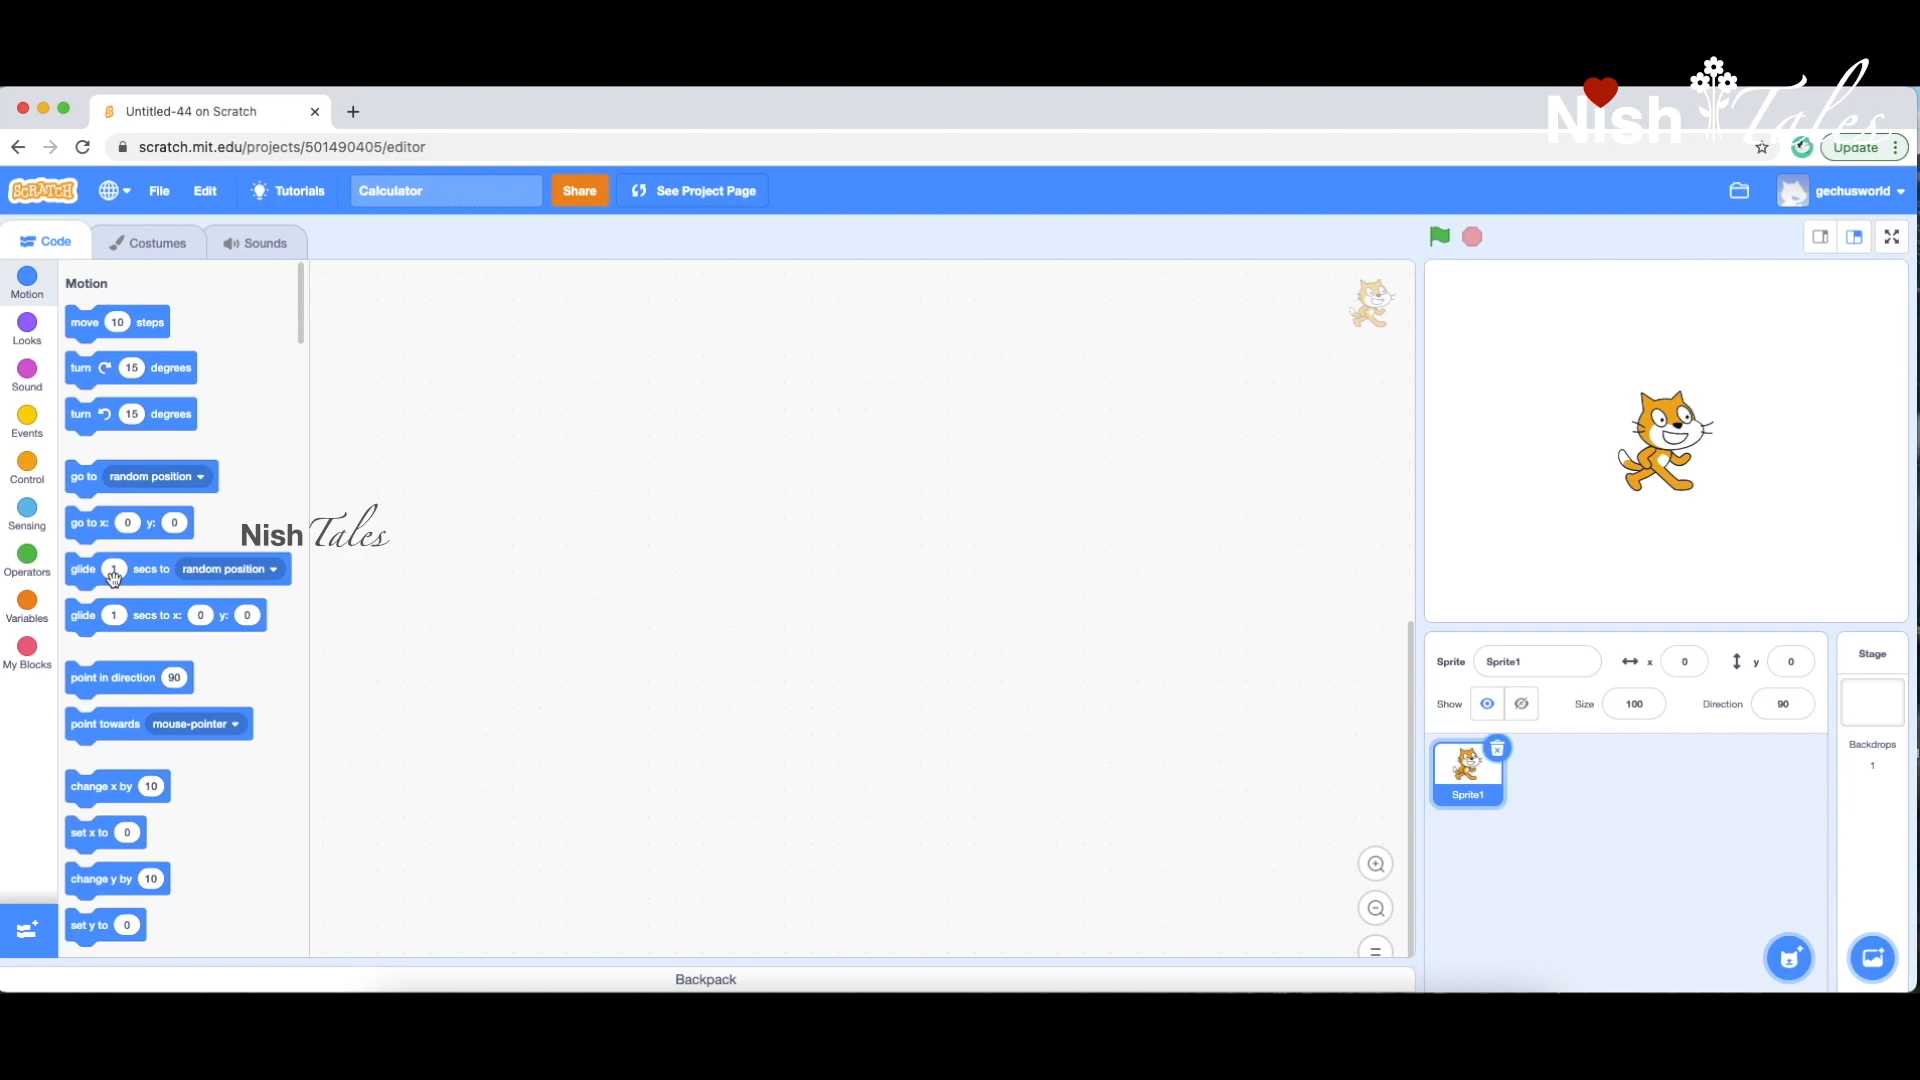 Nish Tales
Untitled-44 on Scratch
scratch.mit.edu/projects/501490405/editor
Update
SCRATCH
File
Edit
Tutorials
Calculator
Share
See Project Page
gechusworld
Code
Costumes
Sounds
Motion
Looks
Sound
Events
Control
Sensing
Operators
Variables
My Blocks
Motion
move 10 steps
turn 15 degrees
turn 15 degrees
go to random position
go to x: 0 y: 0
Nish Tales
glide 1 secs to random position
glide 1 secs to x: 0 y: 0
point in direction 90
point towards mouse-pointer
change x by 10
set x to 0
change y by 10
set y to 0
Backpack
Sprite Sprite1 x 0 y 0
Show Size 100 Direction 90
Sprite1
Stage
Backdrops
1